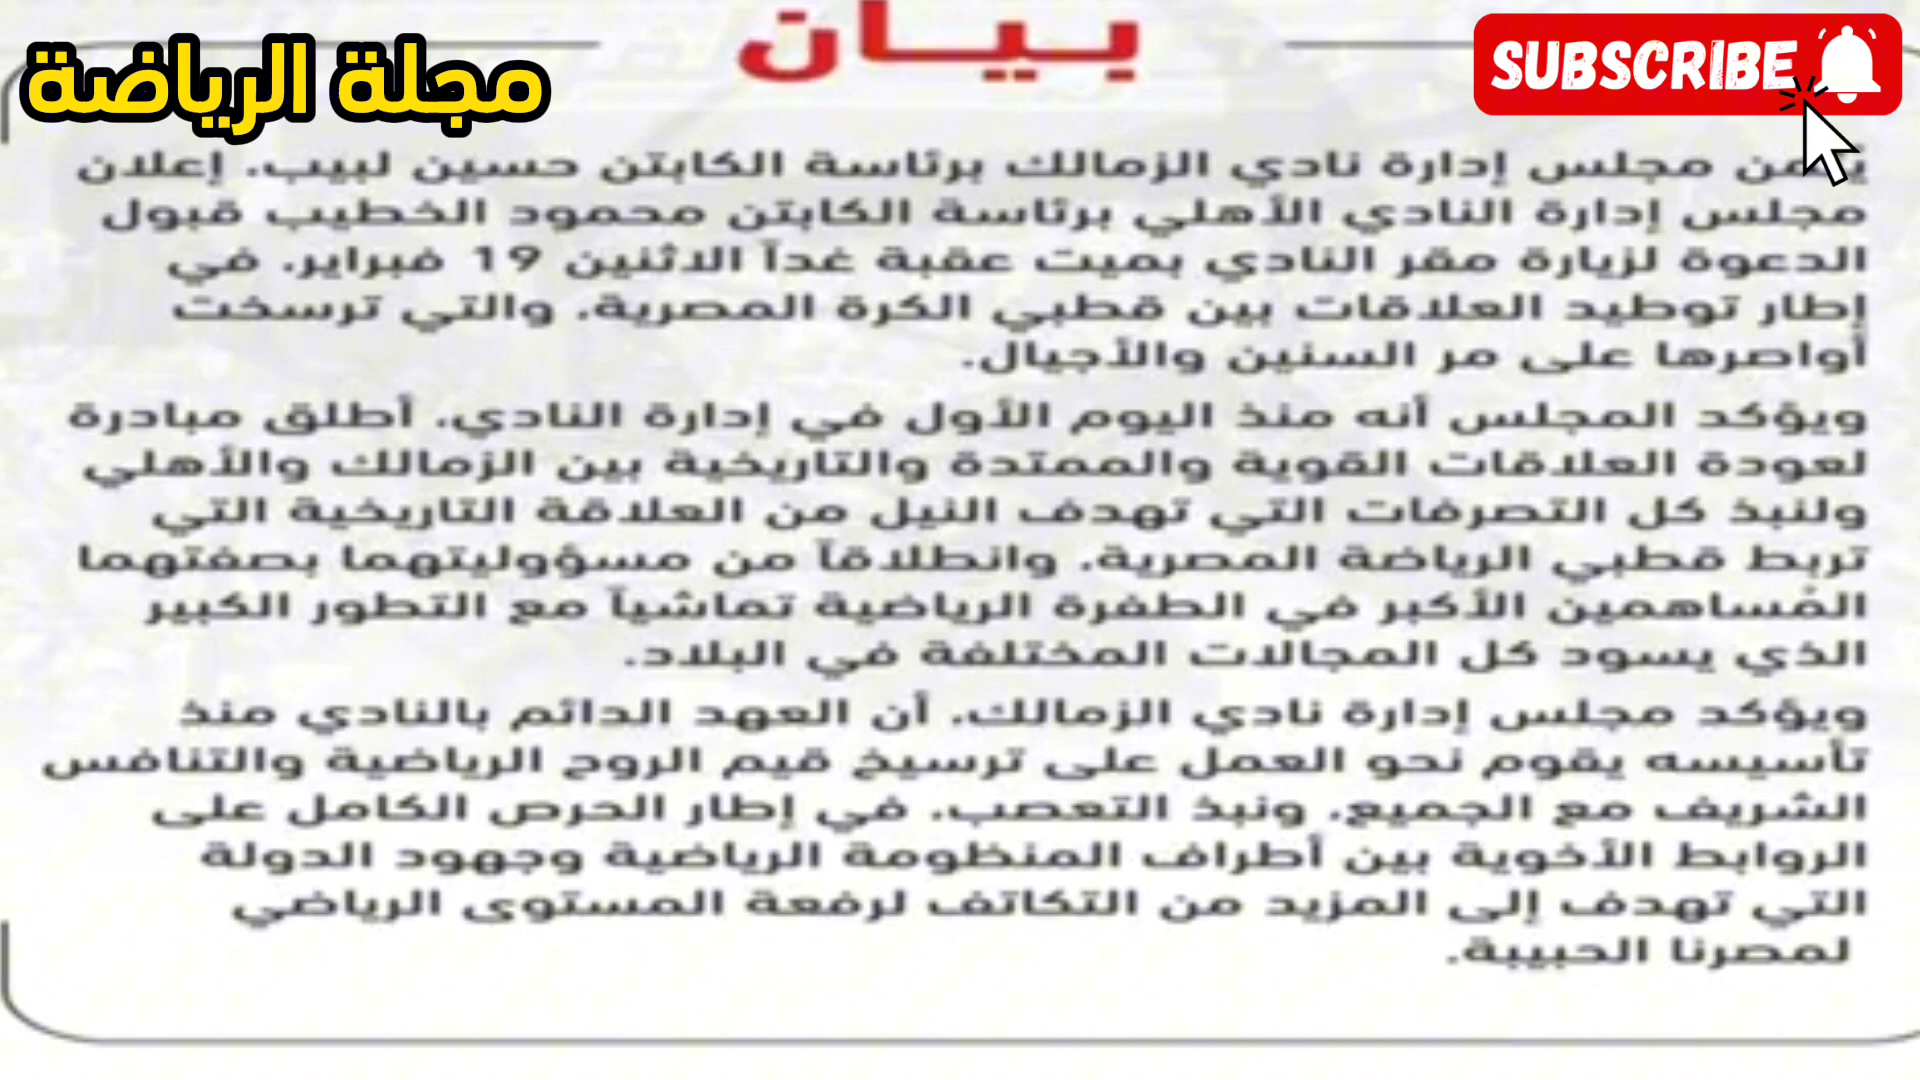 بيان
مجلة الرياضة
SUBSCRIBE
مجلس إدارة نادي الزمالك برئاسة الكابتن حسين لبيب، إعلان
مجلس إدارة النادي الأهلي برئاسة الكابتن محمود الخطيب قبول
الدعوة لزيارة مقر النادي بميت عقبة غدآ الاثنين 19 فبراير، في
إطار توطيد العلاقات بين قطبي الكرة المصرية، والتي ترسخت
أواصرها على مر السنين والأجيال.
ويؤكد المجلس أنه منذ اليوم الأول في إدارة النادي، أطلق مبادرة
لعودة العلاقات القوية والممتدة والتاريخية بين الزمالك والأهلي
ولنبذ كل التصرفات التي تهدف النيل من العلاقة التاريخية التي
تربط قطبي الرياضة المصرية، وانطلاقآ من مسؤوليتهما بصفتهما
المُساهمين الأكبر في الطفرة الرياضية تماشيآ مع التطور الكبير
الذي يسود كل المجالات المختلفة في البلاد.
ويؤكد مجلس إدارة نادي الزمالك، أن العهد الدائم بالنادي منذ
تأسيسه يقوم نحو العمل على ترسيخ قيم الروح الرياضية والتنافس
الشريف مع الجميع، ونبذ التعصب، في إطار الحرص الكامل على
الروابط الأخوية بين أطراف المنظومة الرياضية وجهود الدولة
التي تهدف إلى المزيد من التكاتف لرفعة المستوى الرياضي
لمصرنا الحبيبة.